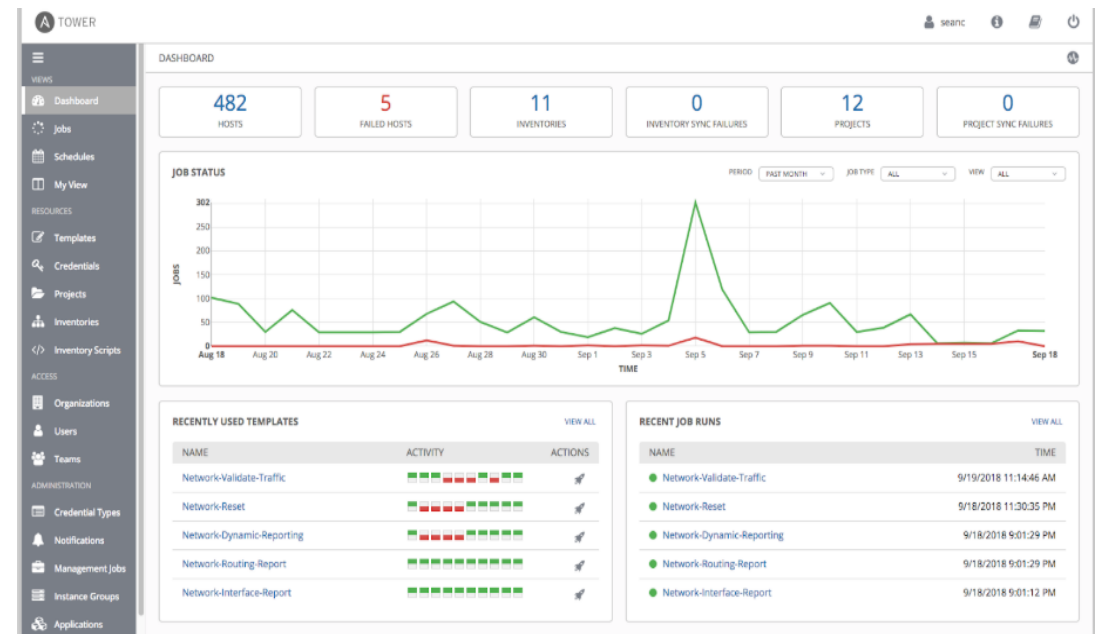 A TOWER
seanc
VIEWS
Dashboard
Jobs
Schedules
My View
RESOURCES
Templates
Credentials
Projects
Inventories
</> Inventory Scripts
ACCESS
Organizations
Users
Teams
ADMINISTRATION
Credential Types
Notifications
Management Jobs
Instance Groups
Applications
DASHBOARD
482 5 11 0 12 0
HOSTS FAILED HOSTS INVENTORIES INVENTORY SYNC FAILURES PROJECTS PROJECT SYNC FAILURES
JOB STATUS
PERIOD PAST MONTH JOB TYPE ALL VIEW ALL
302
250
200
150
100
50
0
JOBS
Aug 18 Aug 20 Aug 22 Aug 24 Aug 26 Aug 28 Aug 30 Sep 1 Sep 3 Sep 5 Sep 7 Sep 9 Sep 11 Sep 13 Sep 15 Sep 18
TIME
RECENTLY USED TEMPLATES VIEW ALL
NAME ACTIVITY ACTIONS
Network-Validate-Traffic
Network-Reset
Network-Dynamic-Reporting
Network-Routing-Report
Network-Interface-Report
RECENT JOB RUNS VIEW ALL
NAME TIME
Network-Validate-Traffic 9/19/2018 11:14:46 AM
Network-Reset 9/18/2018 11:30:35 PM
Network-Dynamic-Reporting 9/18/2018 9:01:29 PM
Network-Routing-Report 9/18/2018 9:01:29 PM
Network-Interface-Report 9/18/2018 9:01:12 PM